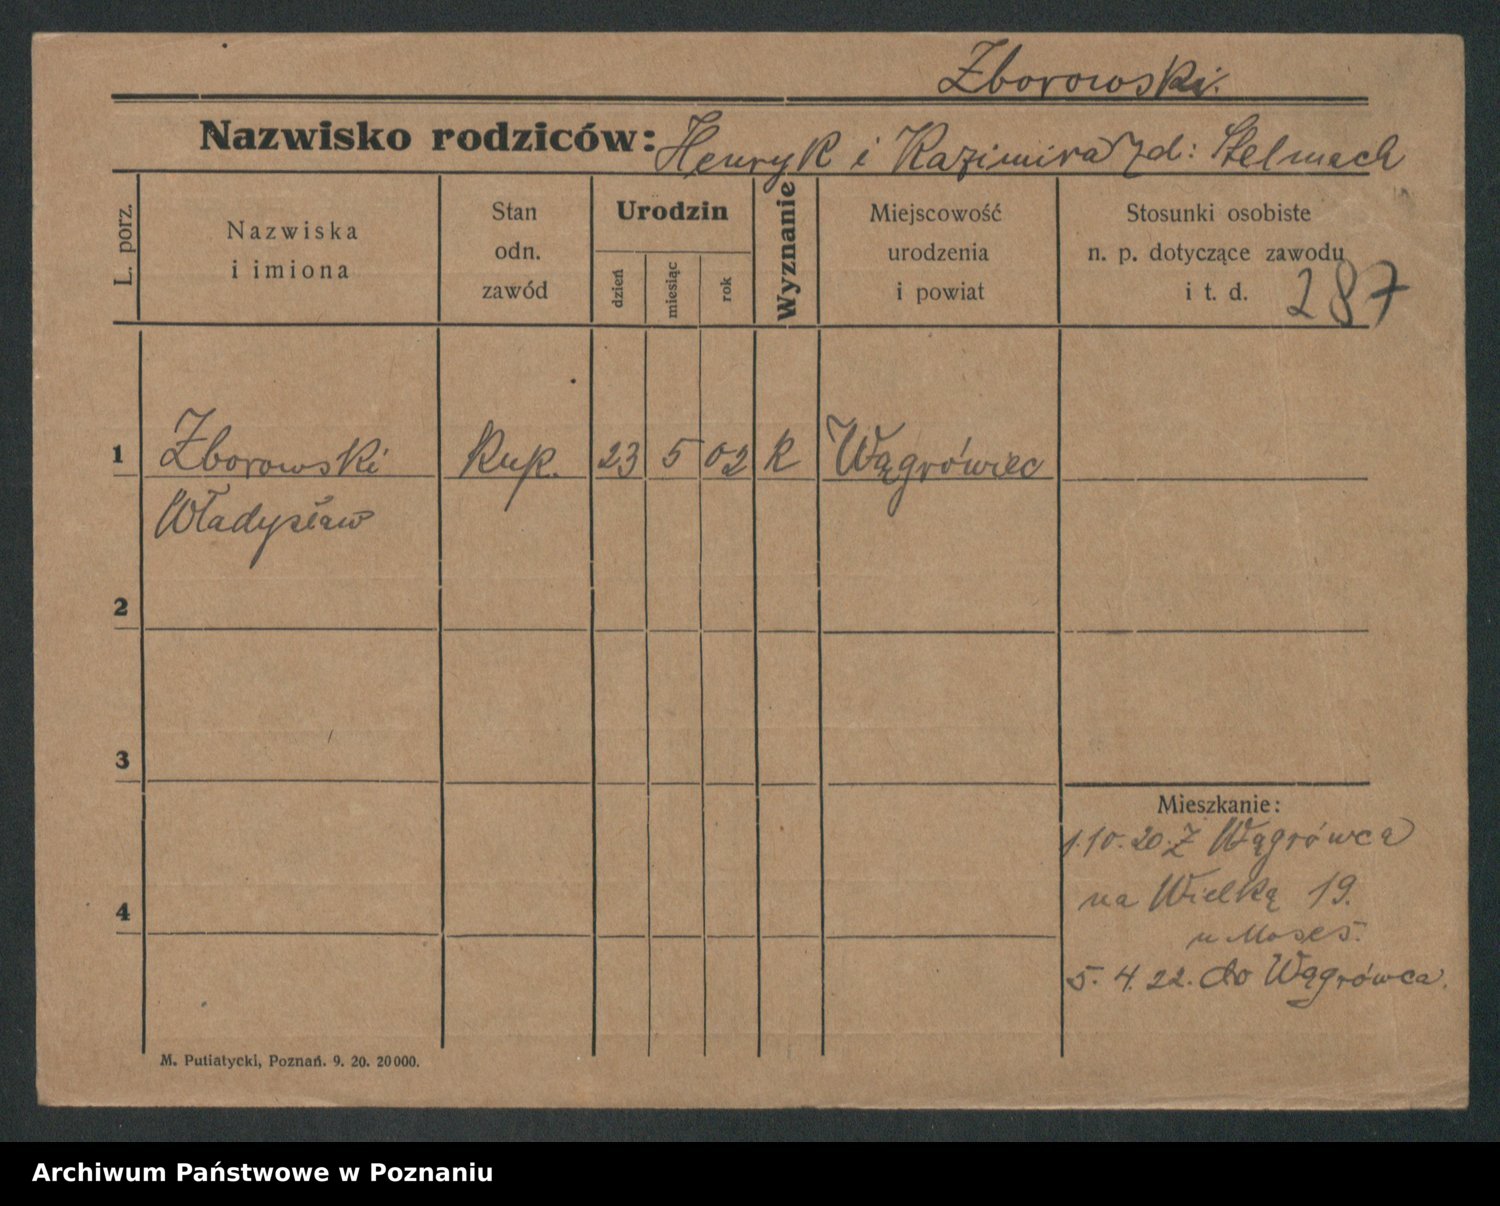 Zborowski.
Nazwisko rodziców: Henryk i Kazimira zd: Stelmach
L. porz.
Nazwiska
i imiona
Stan
odn.
zawód
Urodzin
dzień
miesiąc
rok
Wyznanie
Miejscowość
urodzenia
i powiat
Stosunki osobiste
n. p. dotyczące zawodu
i t. d.
287
1 Zborowski kup. 23 5 02 k Wągrówiec
Władysław
2
3
4
Mieszkanie:
1.10.20. Z Wągrówca
na Wielką 19.
u Moses.
5. 4. 22. do Wągrówca.
M. Putiatycki, Poznań. 9. 20. 20000.
Archiwum Państwowe w Poznaniu